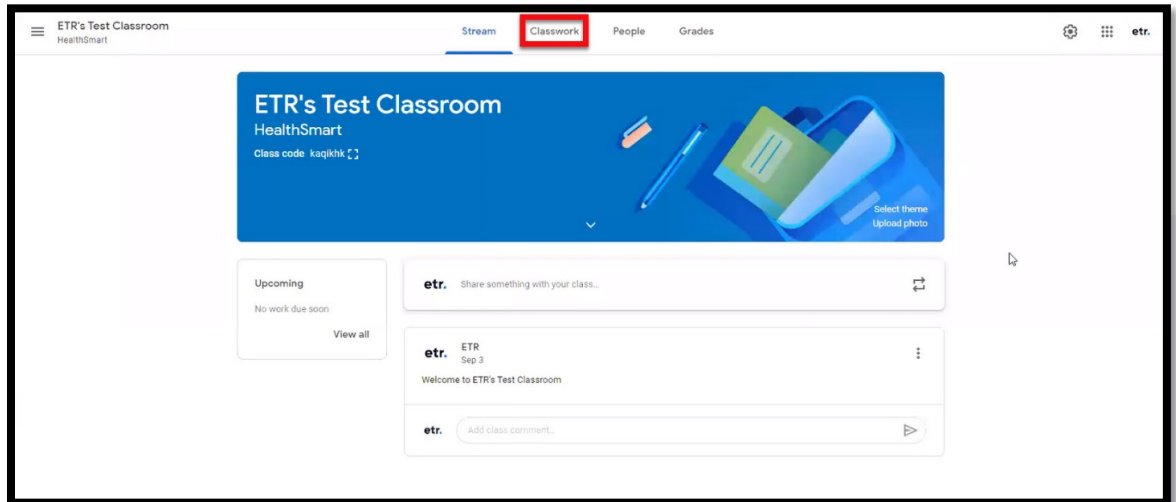 ETR's Test Classroom
HealthSmart
Stream Classwork People Grades
etr.
ETR's Test Classroom
HealthSmart
Class code kaqikhk
Select theme
Upload photo
Upcoming
No work due soon
View all
etr. Share something with your class...
etr. ETR
Sep 3
Welcome to ETR's Test Classroom
etr. Add class comment...